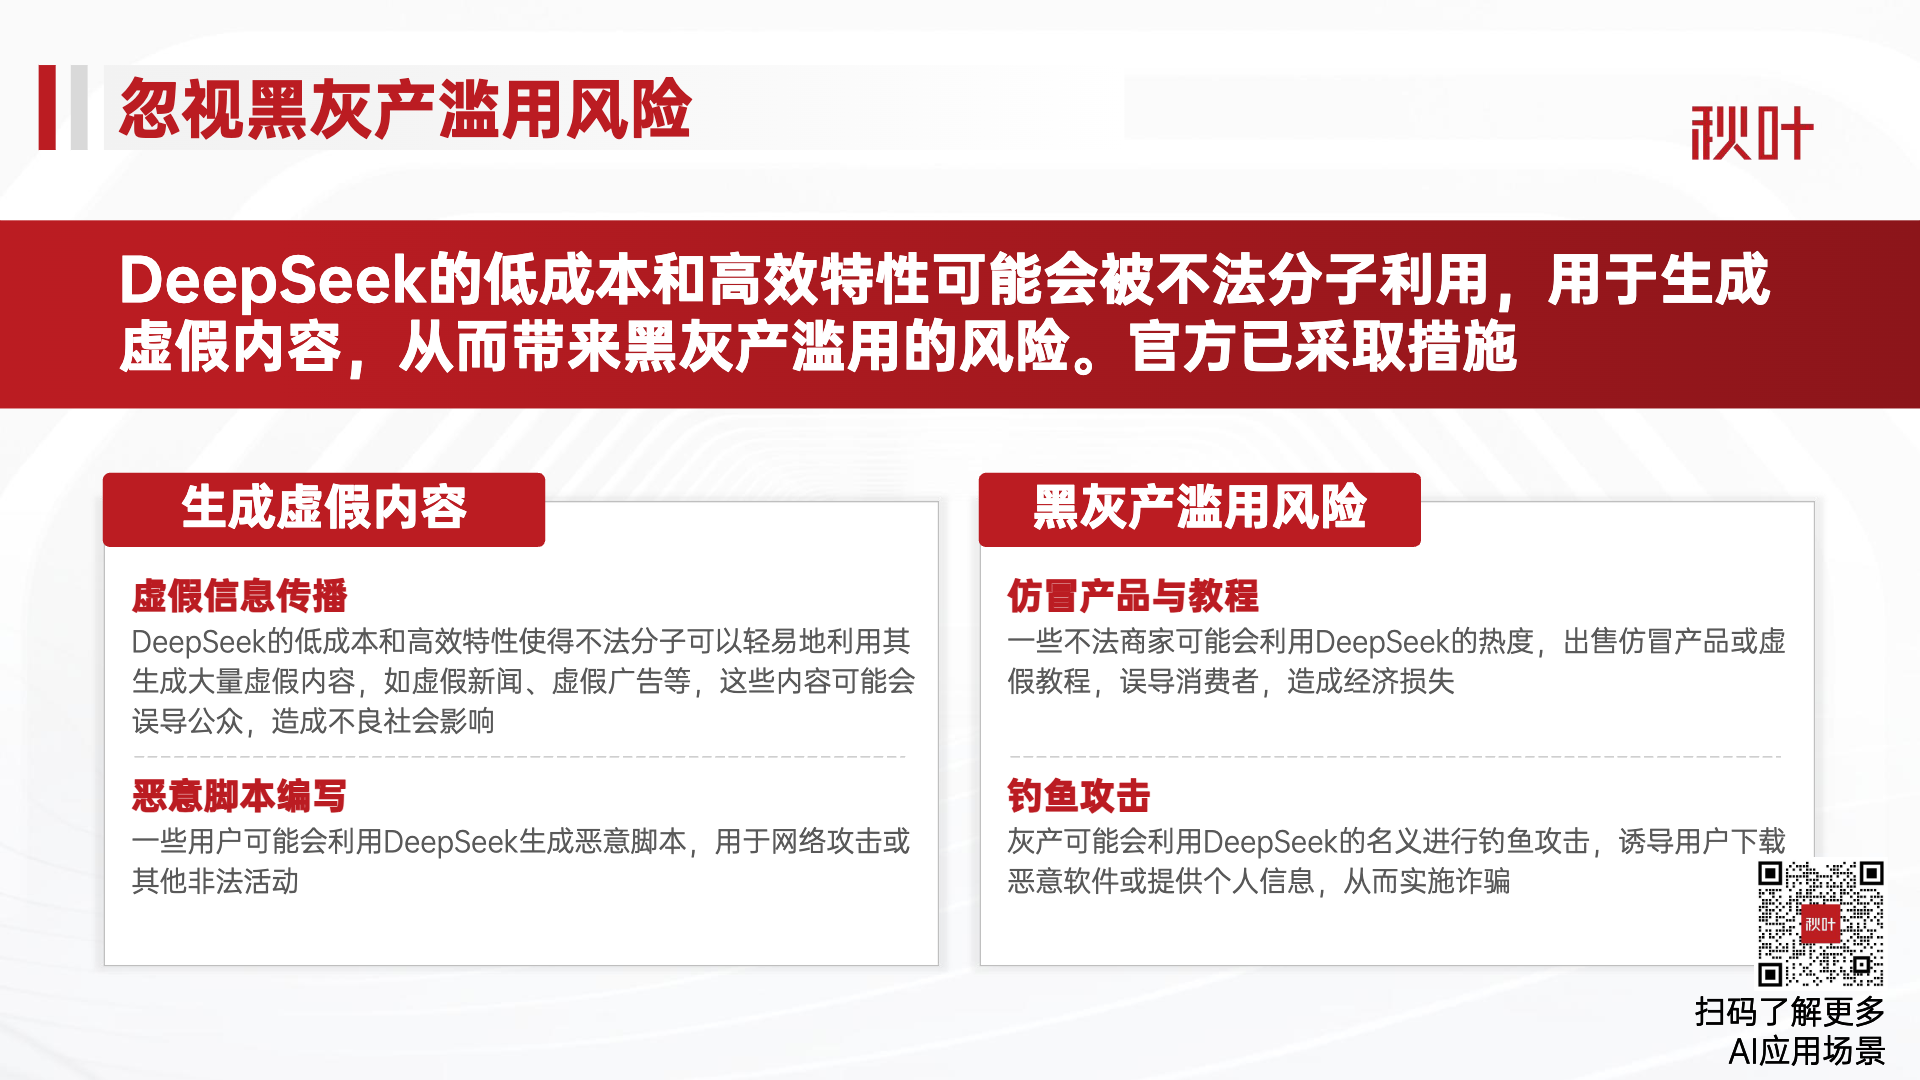 忽视黑灰产滥用风险
秋叶
DeepSeek的低成本和高效特性可能会被不法分子利用，用于生成
虚假内容，从而带来黑灰产滥用的风险。官方已采取措施
生成虚假内容
虚假信息传播
DeepSeek的低成本和高效特性使得不法分子可以轻易地利用其
生成大量虚假内容，如虚假新闻、虚假广告等，这些内容可能会
误导公众，造成不良社会影响
恶意脚本编写
一些用户可能会利用DeepSeek生成恶意脚本，用于网络攻击或
其他非法活动
黑灰产滥用风险
仿冒产品与教程
一些不法商家可能会利用DeepSeek的热度，出售仿冒产品或虚
假教程，误导消费者，造成经济损失
钓鱼攻击
灰产可能会利用DeepSeek的名义进行钓鱼攻击，诱导用户下载
恶意软件或提供个人信息，从而实施诈骗
秋叶
扫码了解更多
AI应用场景